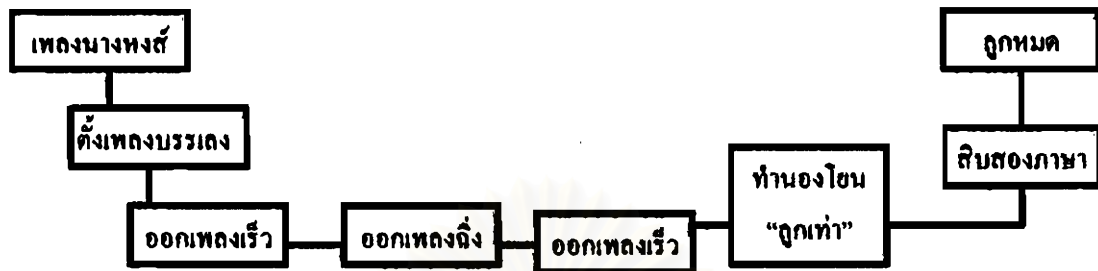 เพลงนางหงส์
ลูกหมด
ตั้งเพลงบรรเลง
สิบสองภาษา
ทำนองโยน
“ลูกเท่า”
ออกเพลงเร็ว
ออกเพลงฉิ่ง
ออกเพลงเร็ว